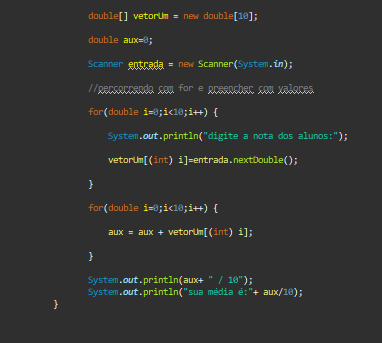 double[] vetorUm = new double[10];
double aux=0;
Scanner entrada = new Scanner(System.in);
//percorrendo com for e preencher com valores
for(double i=0;i<10;i++) {
System.out.println("digite a nota dos alunos:");
vetorUm[(int) i]=entrada.nextDouble();
}
for(double i=0;i<10;i++) {
aux = aux + vetorUm[(int) i];
}
System.out.println(aux+ " / 10");
System.out.println("sua média é:"+ aux/10);
}